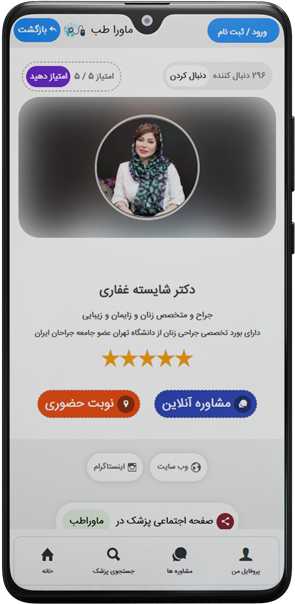 ورود / ثبت نام
ماورا طب
بازگشت
۲۹۶ دنبال کننده
دنبال کردن
امتیاز ۵ / ۵
امتیاز دهید
دکتر شایسته غفاری
جراح و متخصص زنان و زایمان و زیبایی
دارای بورد تخصصی جراحی زنان از دانشگاه تهران عضو جامعه جراحان ایران
مشاوره آنلاین
نوبت حضوری
وب سایت
اینستاگرام
صفحه اجتماعی پزشک در ماوراطب
پروفایل من
مشاوره ها
جستجوی پزشک
خانه